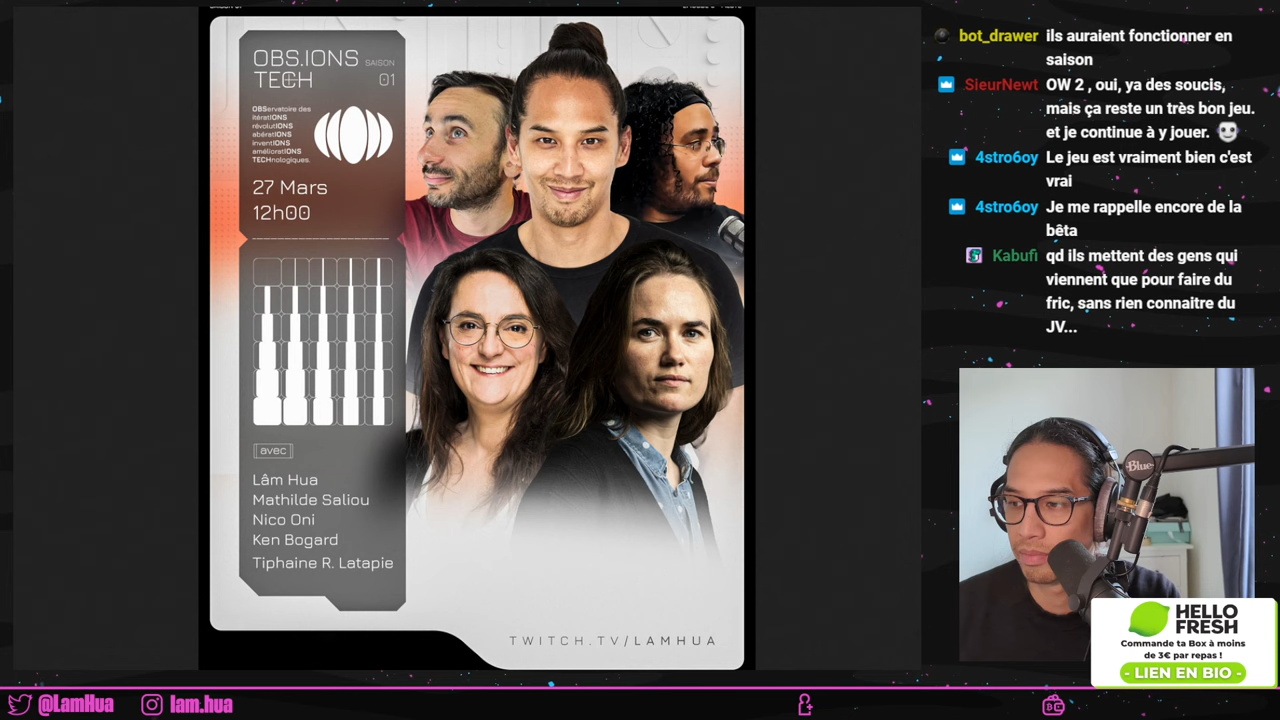 OBS.IONS SAISON
TECH 01
OBServatoire des
itératIONS
révolutIONS
abératIONS
inventIONS
amélioratIONS
TECHnologiques.
27 Mars
12h00
avec
Lâm Hua
Mathilde Saliou
Nico Oni
Ken Bogard
Tiphaine R. Latapie
TWITCH.TV/LAMHUA
bot_drawer ils auraient fonctionner en
saison
SieurNewt OW 2 , oui, ya des soucis,
mais ça reste un très bon jeu.
et je continue à y jouer.
4stro6oy Le jeu est vraiment bien c'est
vrai
4stro6oy Je me rappelle encore de la
bêta
Kabufi qd ils mettent des gens qui
viennent que pour faire du
fric, sans rien connaitre du
JV...
Blue
HELLO
FRESH
Commande ta Box à moins
de 3€ par repas !
- LIEN EN BIO -
@LamHua lam.hua